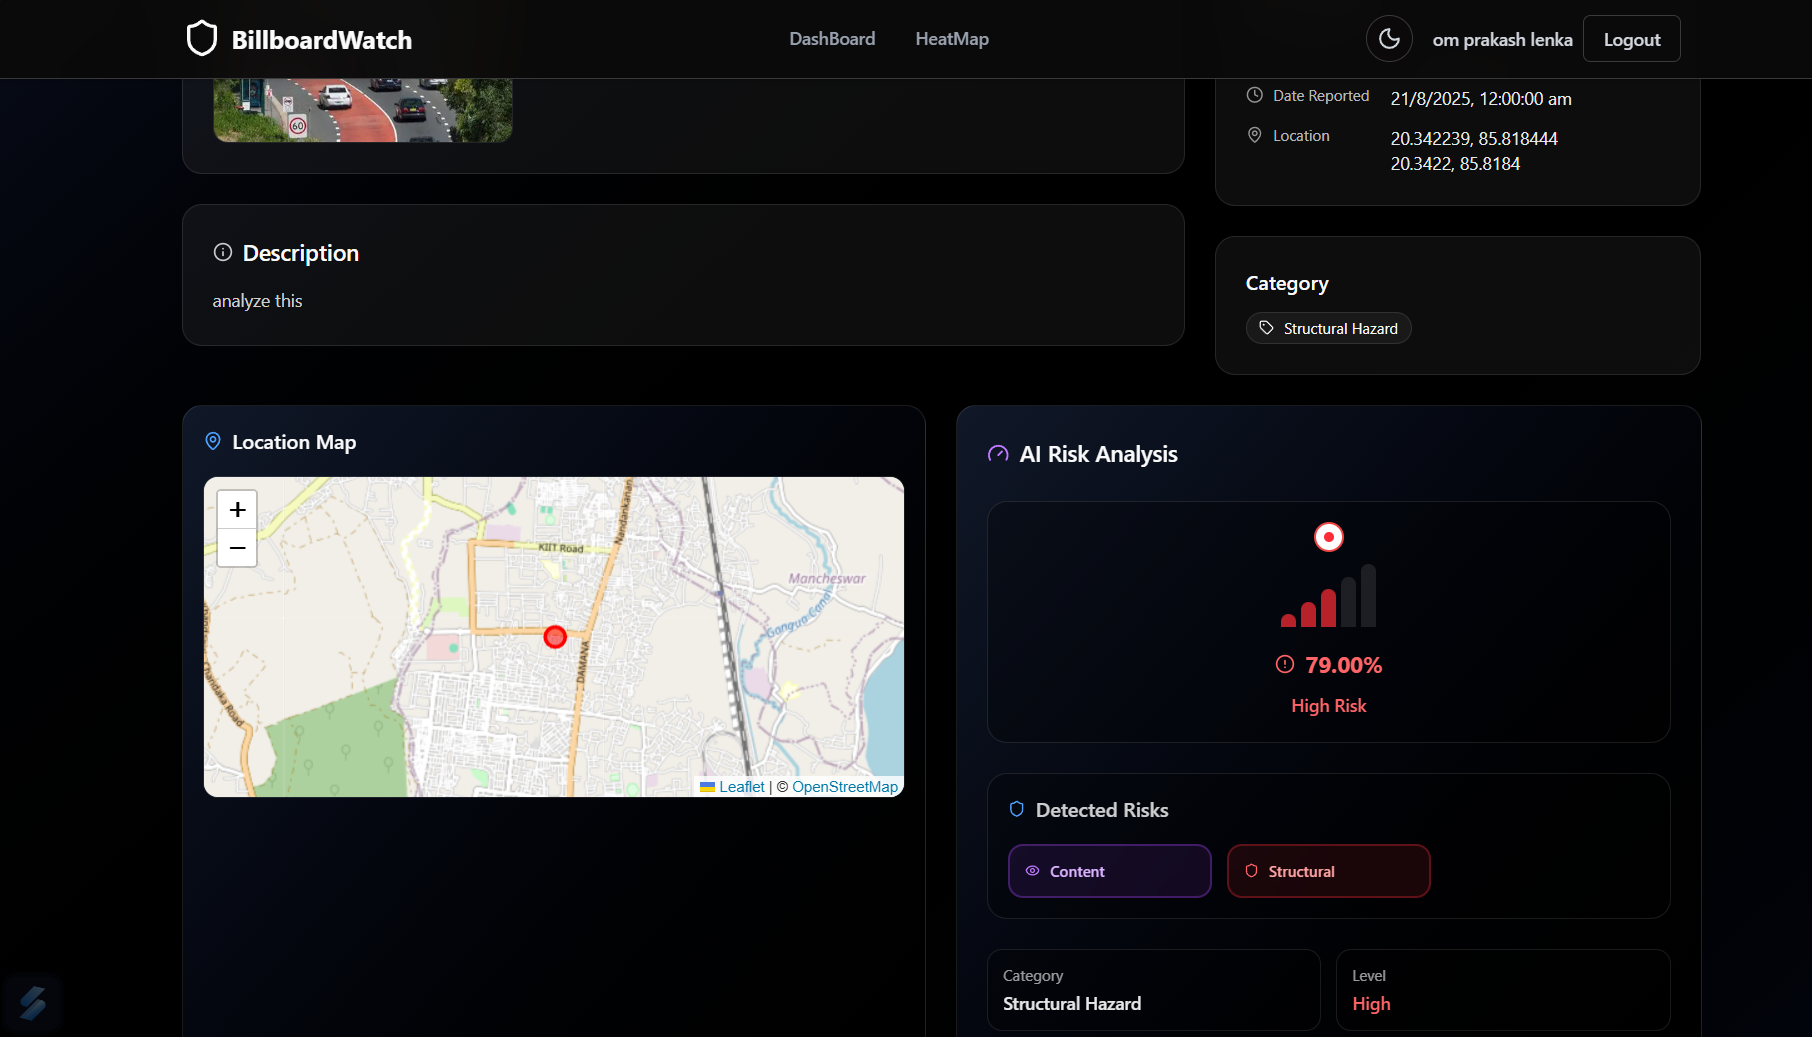 BillboardWatch
DashBoard
HeatMap
om prakash lenka
Logout
60
Date Reported
21/8/2025, 12:00:00 am
Location
20.342239, 85.818444
20.3422, 85.8184
Description
analyze this
Category
Structural Hazard
Location Map
+
−
KIIT Road
Nandankanan
Mancheswar
Gangua Canal
DAMANA
Chandaka Road
Leaflet | © OpenStreetMap
AI Risk Analysis
79.00%
High Risk
Detected Risks
Content
Structural
Category
Structural Hazard
Level
High